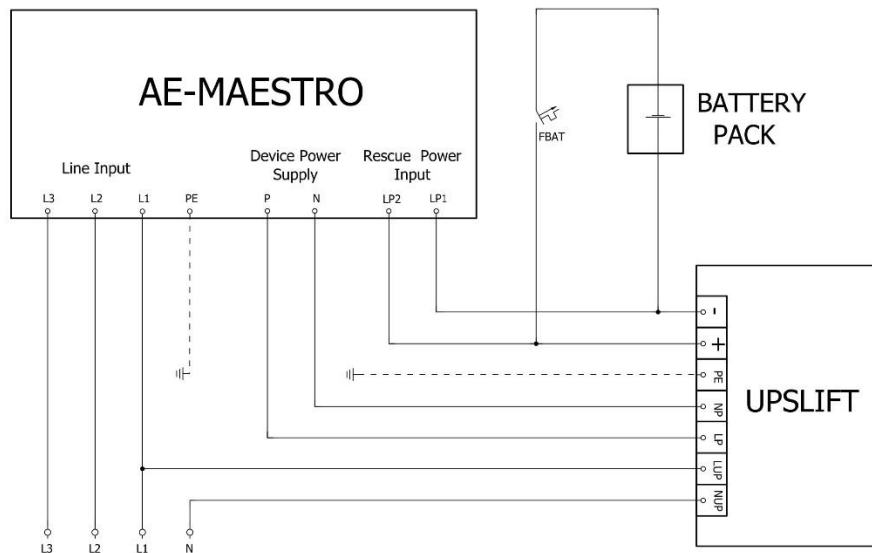 AE-MAESTRO
Line Input
Device Power
Supply
Rescue Power
Input
L3 L2 L1 PE P N LP2 LP1
FBAT
BATTERY
PACK
-
+
PE
NP
LP
LUP
NUP
UPSLIFT
L3 L2 L1 N